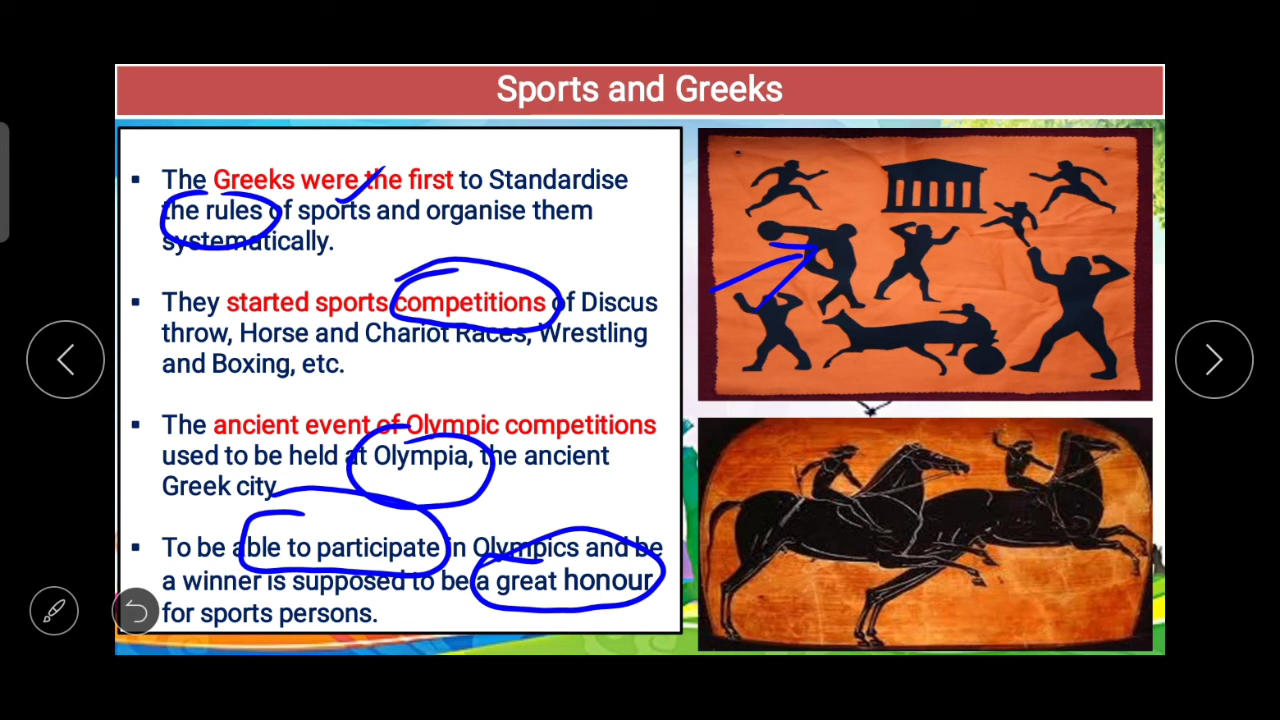 Sports and Greeks
▪ The Greeks were the first to Standardise
the rules of sports and organise them
systematically.
▪ They started sports competitions of Discus
throw, Horse and Chariot Races, Wrestling
and Boxing, etc.
▪ The ancient event of Olympic competitions
used to be held at Olympia, the ancient
Greek city
▪ To be able to participate in Olympics and be
a winner is supposed to be a great honour
for sports persons.